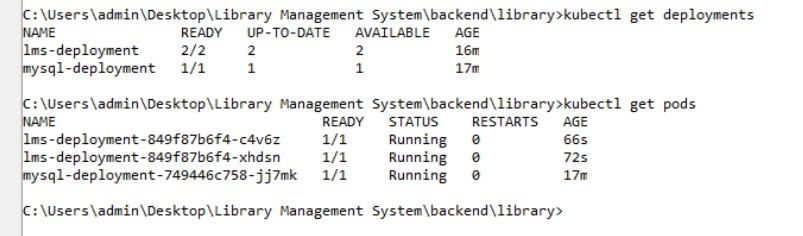 C:\Users\admin\Desktop\Library Management System\backend\library>kubectl get deployments
NAME READY UP-TO-DATE AVAILABLE AGE
lms-deployment 2/2 2 2 16m
mysql-deployment 1/1 1 1 17m
C:\Users\admin\Desktop\Library Management System\backend\library>kubectl get pods
NAME READY STATUS RESTARTS AGE
lms-deployment-849f87b6f4-c4v6z 1/1 Running 0 66s
lms-deployment-849f87b6f4-xhdsn 1/1 Running 0 72s
mysql-deployment-749446c758-jj7mk 1/1 Running 0 17m
C:\Users\admin\Desktop\Library Management System\backend\library>